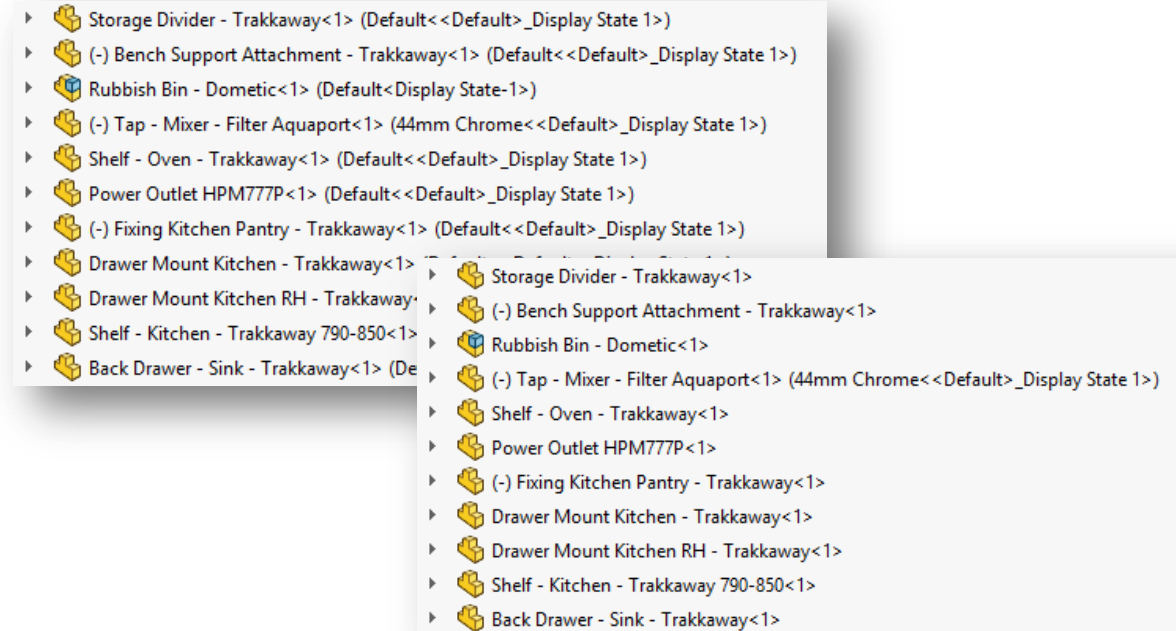 Storage Divider - Trakkaway<1> (Default<<Default>_Display State 1>)
(-) Bench Support Attachment - Trakkaway<1> (Default<<Default>_Display State 1>)
Rubbish Bin - Dometic<1> (Default<Display State-1>)
(-) Tap - Mixer - Filter Aquaport<1> (44mm Chrome<<Default>_Display State 1>)
Shelf - Oven - Trakkaway<1> (Default<<Default>_Display State 1>)
Power Outlet HPM777P<1> (Default<<Default>_Display State 1>)
(-) Fixing Kitchen Pantry - Trakkaway<1> (Default<<Default>_Display State 1>)
Drawer Mount Kitchen - Trakkaway<1>
Drawer Mount Kitchen RH - Trakkaway<
Shelf - Kitchen - Trakkaway 790-850<1>
Back Drawer - Sink - Trakkaway<1> (De
Storage Divider - Trakkaway<1>
(-) Bench Support Attachment - Trakkaway<1>
Rubbish Bin - Dometic<1>
(-) Tap - Mixer - Filter Aquaport<1> (44mm Chrome<<Default>_Display State 1>)
Shelf - Oven - Trakkaway<1>
Power Outlet HPM777P<1>
(-) Fixing Kitchen Pantry - Trakkaway<1>
Drawer Mount Kitchen - Trakkaway<1>
Drawer Mount Kitchen RH - Trakkaway<1>
Shelf - Kitchen - Trakkaway 790-850<1>
Back Drawer - Sink - Trakkaway<1>